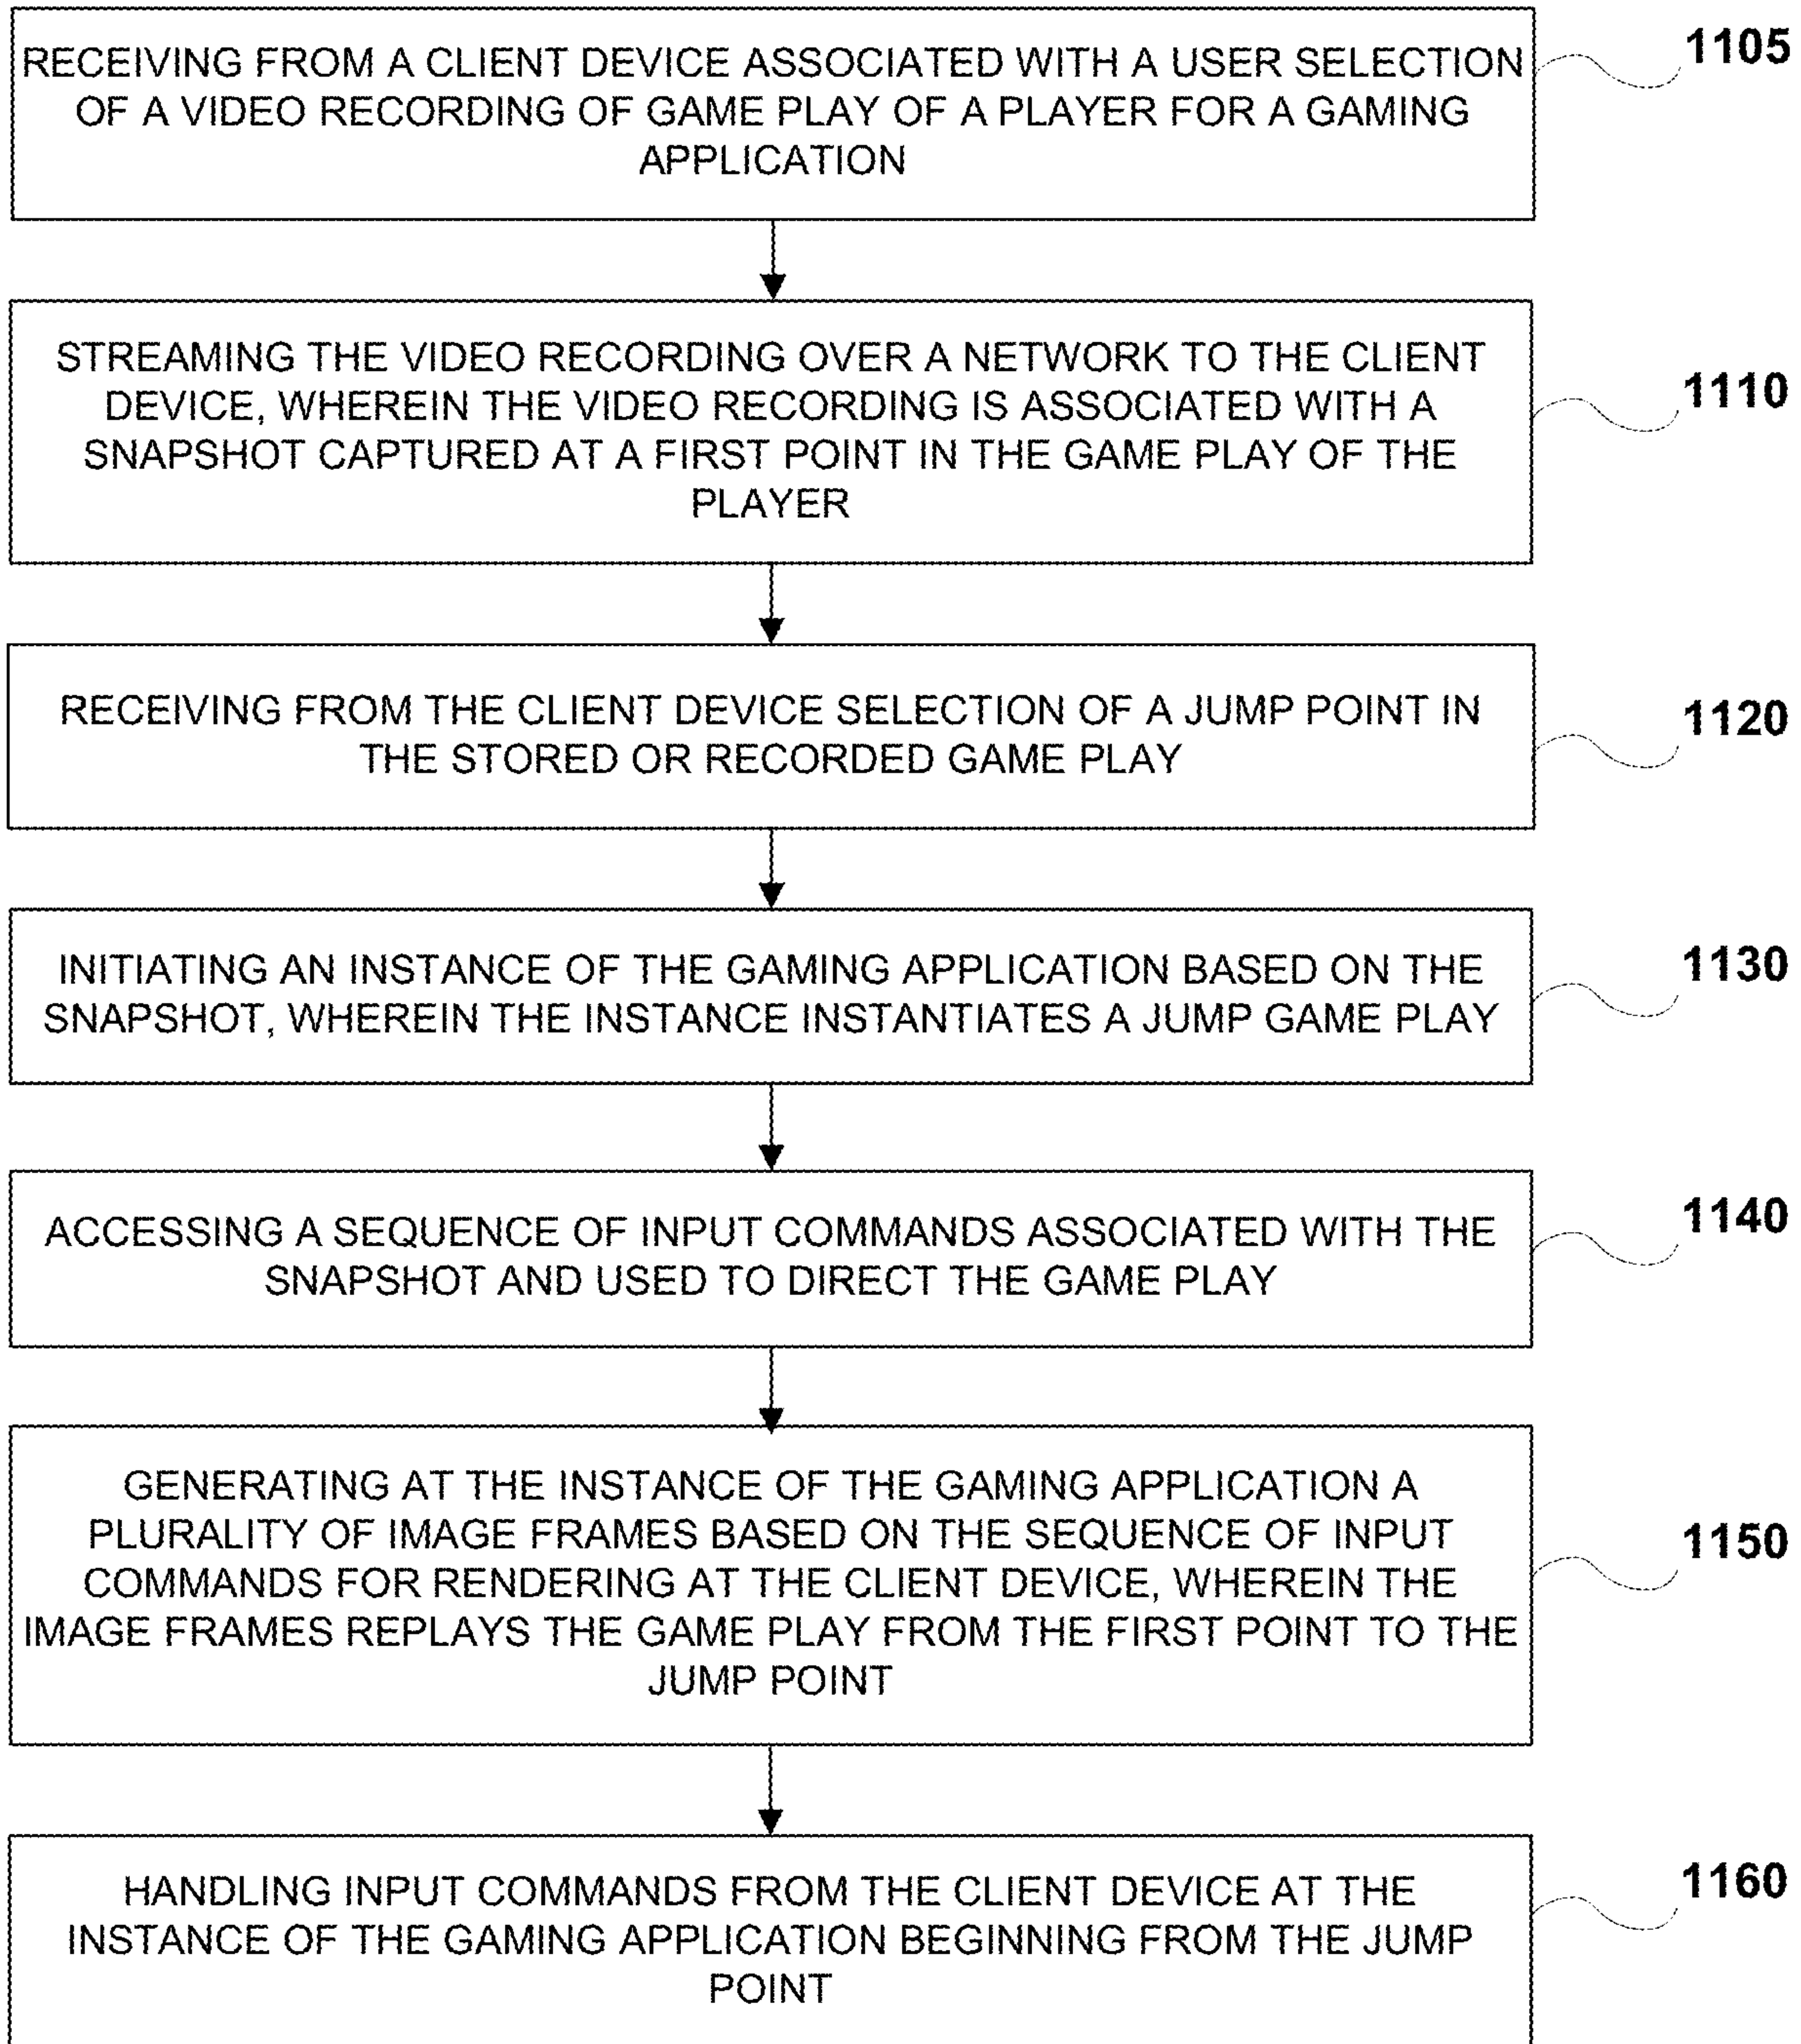 RECEIVING FROM A CLIENT DEVICE ASSOCIATED WITH A USER SELECTION
OF A VIDEO RECORDING OF GAME PLAY OF A PLAYER FOR A GAMING
APPLICATION
1105
STREAMING THE VIDEO RECORDING OVER A NETWORK TO THE CLIENT
DEVICE, WHEREIN THE VIDEO RECORDING IS ASSOCIATED WITH A
SNAPSHOT CAPTURED AT A FIRST POINT IN THE GAME PLAY OF THE
PLAYER
1110
RECEIVING FROM THE CLIENT DEVICE SELECTION OF A JUMP POINT IN
THE STORED OR RECORDED GAME PLAY
1120
INITIATING AN INSTANCE OF THE GAMING APPLICATION BASED ON THE
SNAPSHOT, WHEREIN THE INSTANCE INSTANTIATES A JUMP GAME PLAY
1130
ACCESSING A SEQUENCE OF INPUT COMMANDS ASSOCIATED WITH THE
SNAPSHOT AND USED TO DIRECT THE GAME PLAY
1140
GENERATING AT THE INSTANCE OF THE GAMING APPLICATION A
PLURALITY OF IMAGE FRAMES BASED ON THE SEQUENCE OF INPUT
COMMANDS FOR RENDERING AT THE CLIENT DEVICE, WHEREIN THE
IMAGE FRAMES REPLAYS THE GAME PLAY FROM THE FIRST POINT TO THE
JUMP POINT
1150
HANDLING INPUT COMMANDS FROM THE CLIENT DEVICE AT THE
INSTANCE OF THE GAMING APPLICATION BEGINNING FROM THE JUMP
POINT
1160